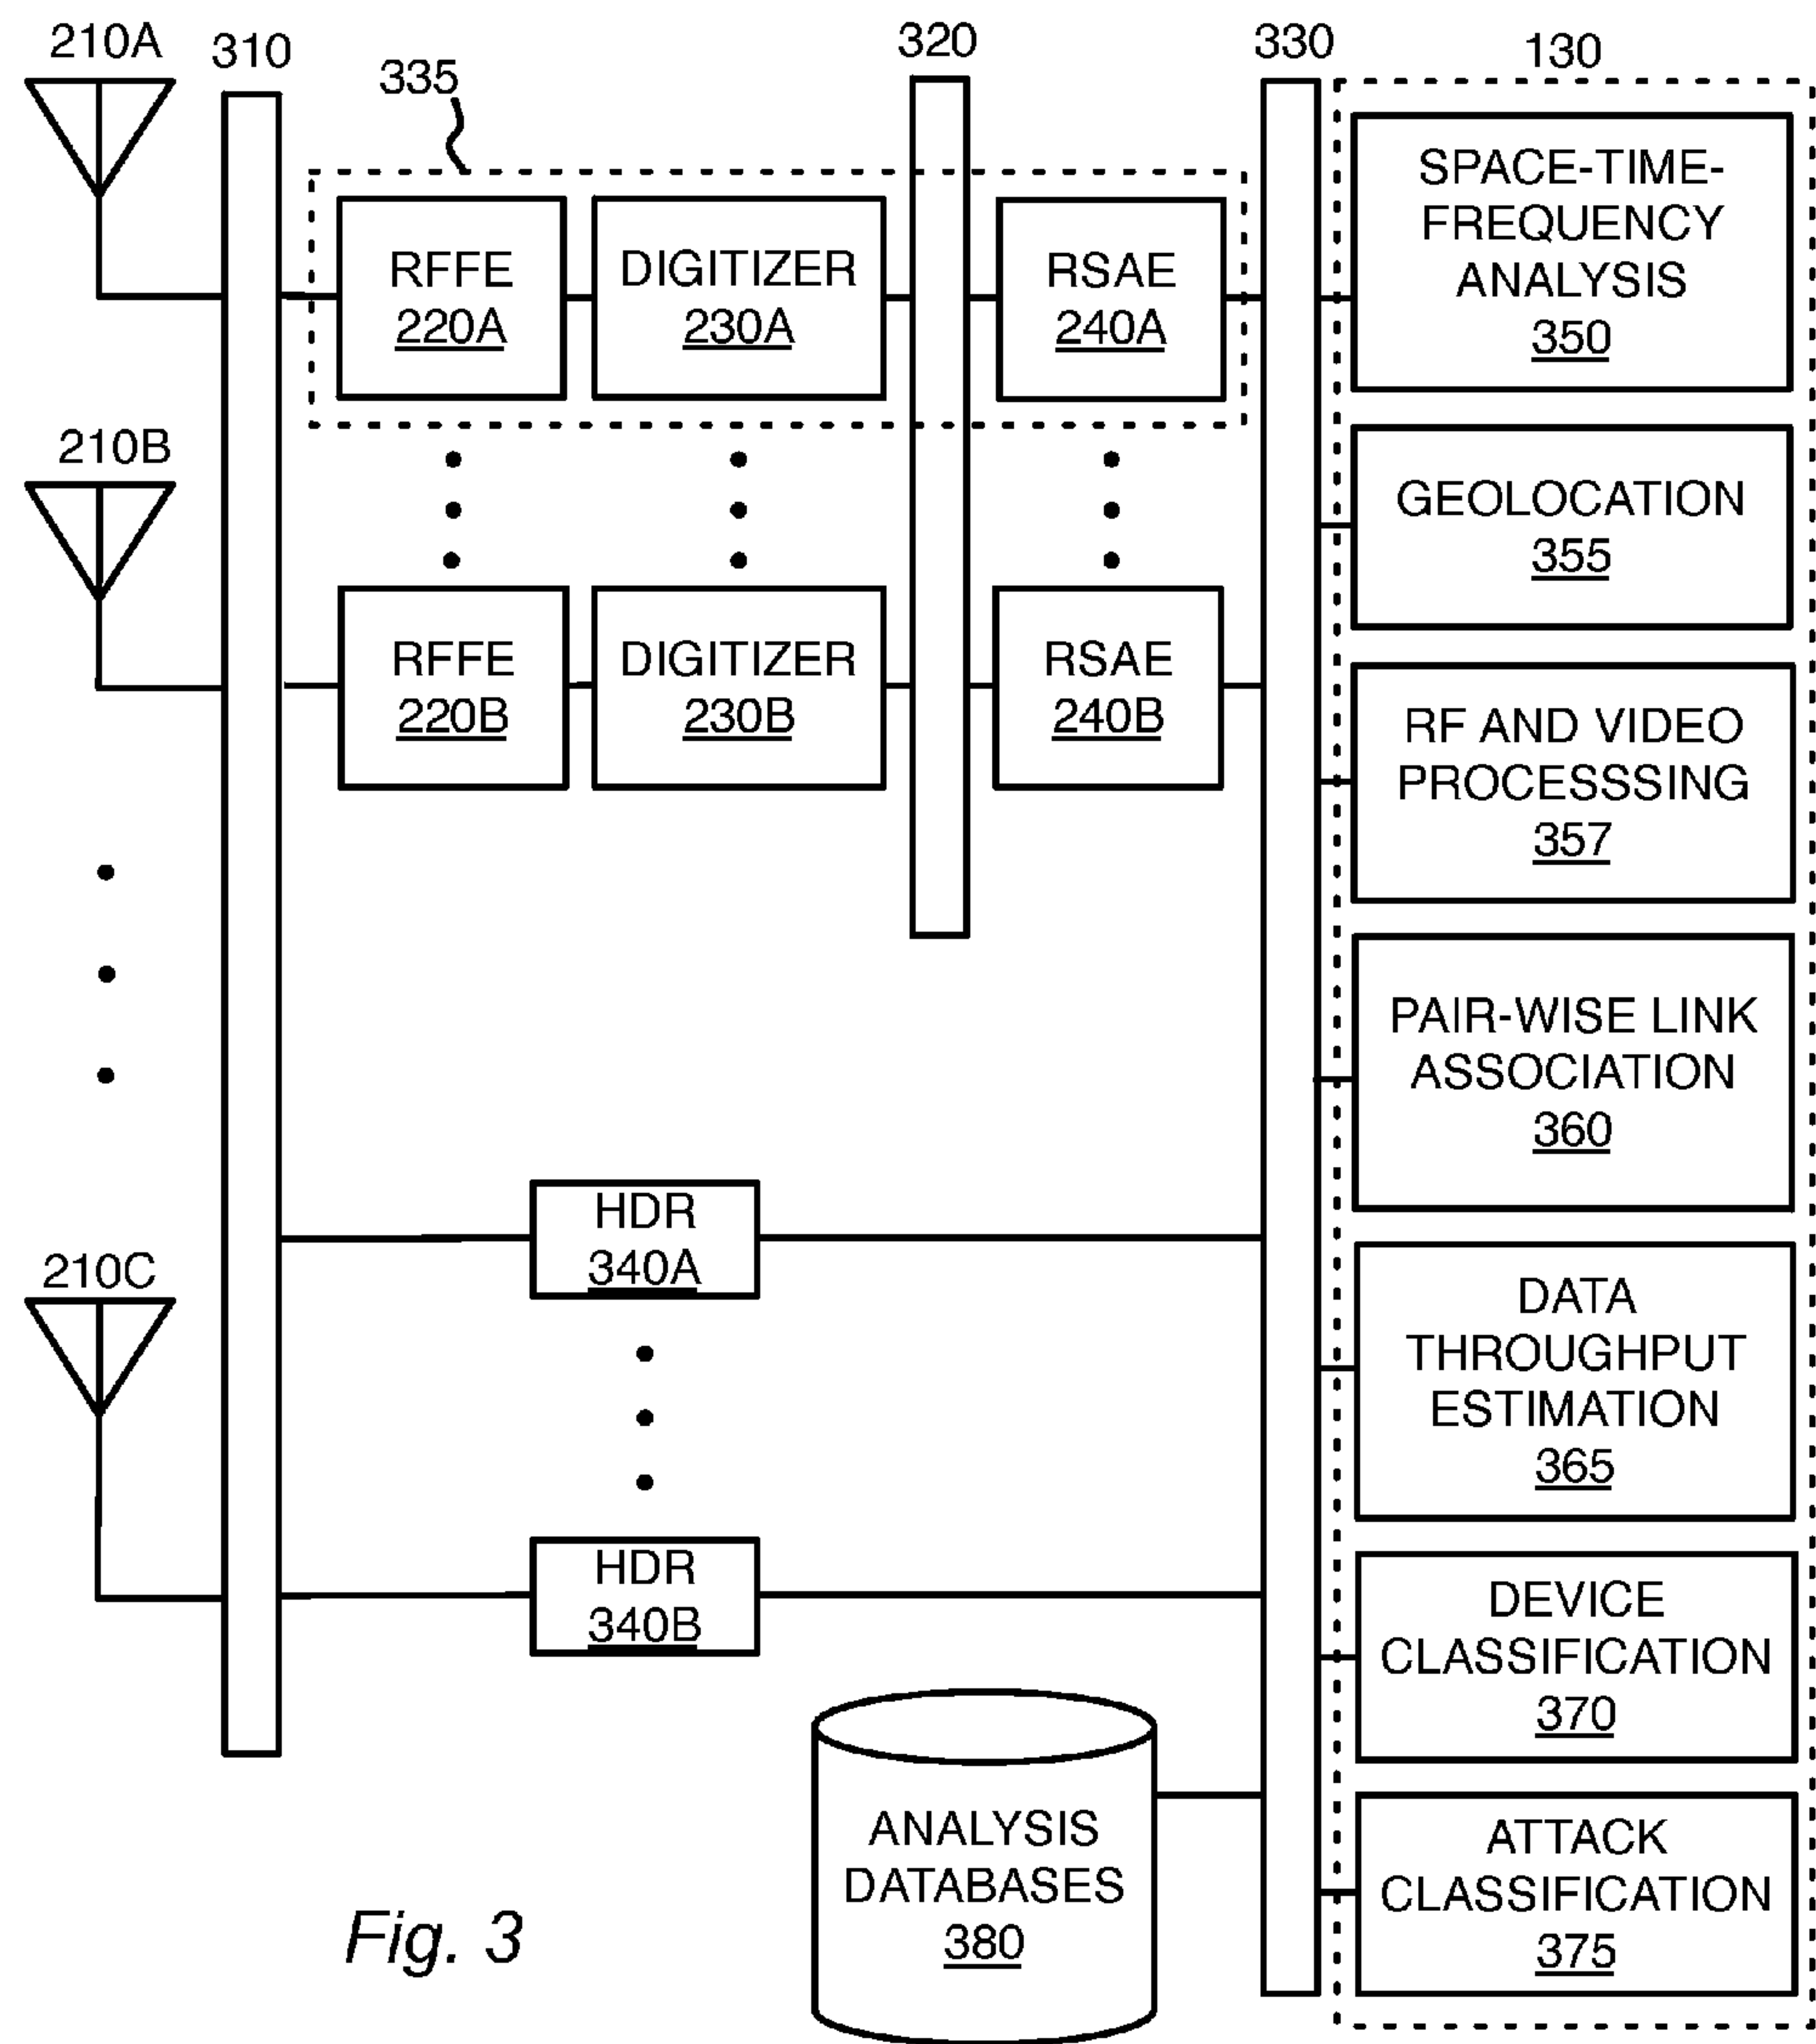 210A
310
320
330
130
335
RFFE
220A
DIGITIZER
230A
RSAE
240A
SPACE-TIME-
FREQUENCY
ANALYSIS
350
210B
GEOLOCATION
355
RFFE
220B
DIGITIZER
230B
RSAE
240B
RF AND VIDEO
PROCESSSING
357
PAIR-WISE LINK
ASSOCIATION
360
210C
HDR
340A
DATA
THROUGHPUT
ESTIMATION
365
HDR
340B
DEVICE
CLASSIFICATION
370
ANALYSIS
DATABASES
380
ATTACK
CLASSIFICATION
375
Fig. 3